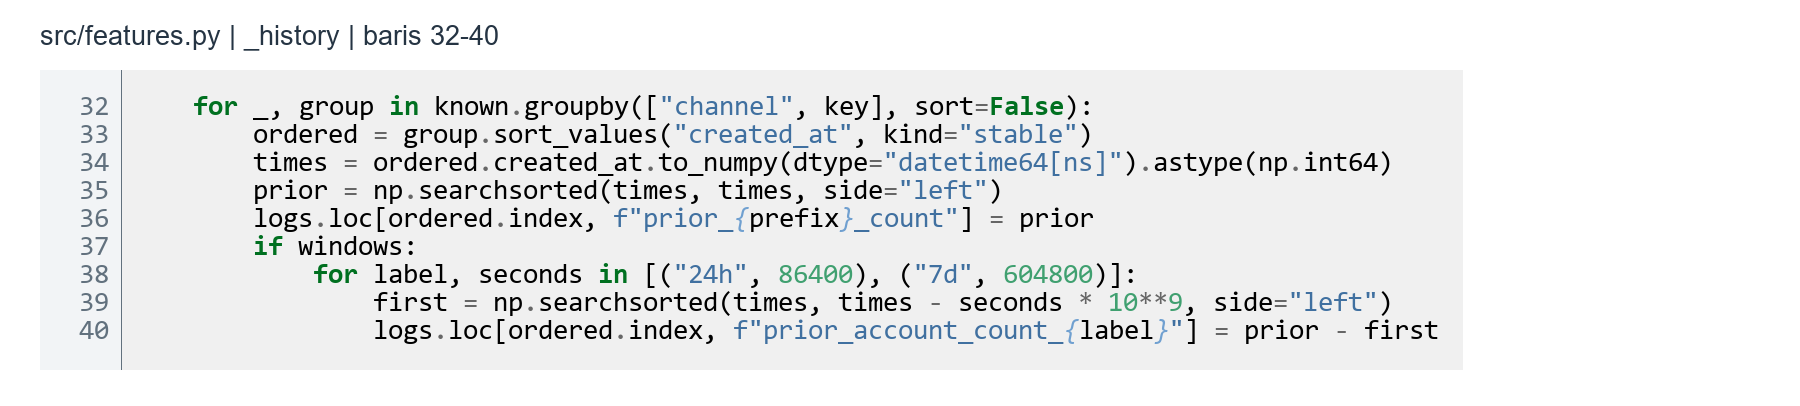 src/features.py | _history | baris 32-40
32     for _, group in known.groupby(["channel", key], sort=False):
33         ordered = group.sort_values("created_at", kind="stable")
34         times = ordered.created_at.to_numpy(dtype="datetime64[ns]").astype(np.int64)
35         prior = np.searchsorted(times, times, side="left")
36         logs.loc[ordered.index, f"prior_{prefix}_count"] = prior
37         if windows:
38             for label, seconds in [("24h", 86400), ("7d", 604800)]:
39                 first = np.searchsorted(times, times - seconds * 10**9, side="left")
40                 logs.loc[ordered.index, f"prior_account_count_{label}"] = prior - first